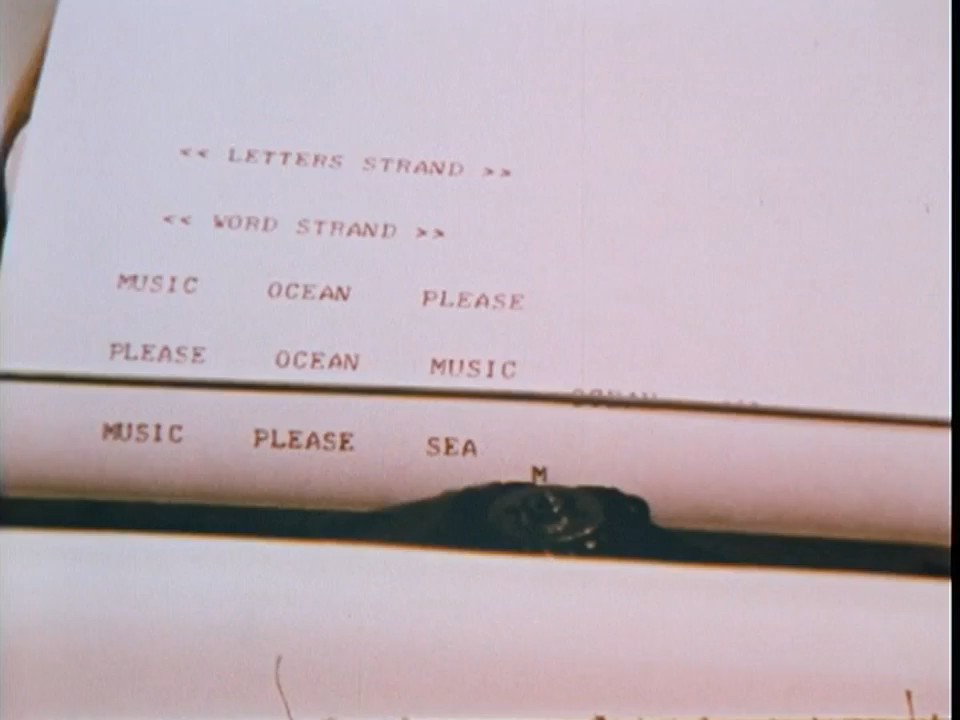 << LETTERS STRAND >>
<< WORD STRAND >>
MUSIC OCEAN PLEASE
PLEASE OCEAN MUSIC
MUSIC PLEASE SEA M